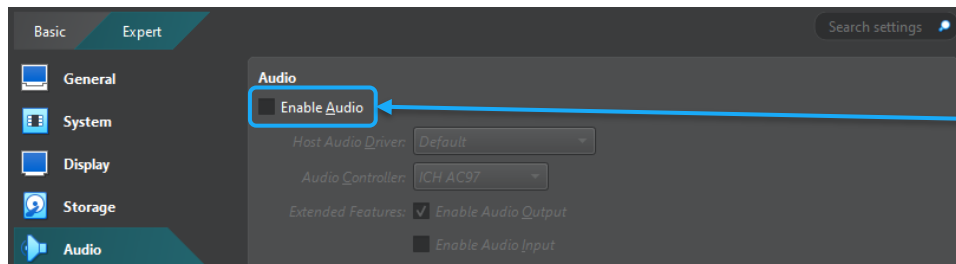 Basic
Expert
Search settings
General
System
Display
Storage
Audio
Audio
Enable Audio
Host Audio Driver: Default
Audio Controller: ICH AC97
Extended Features: Enable Audio Output
Enable Audio Input